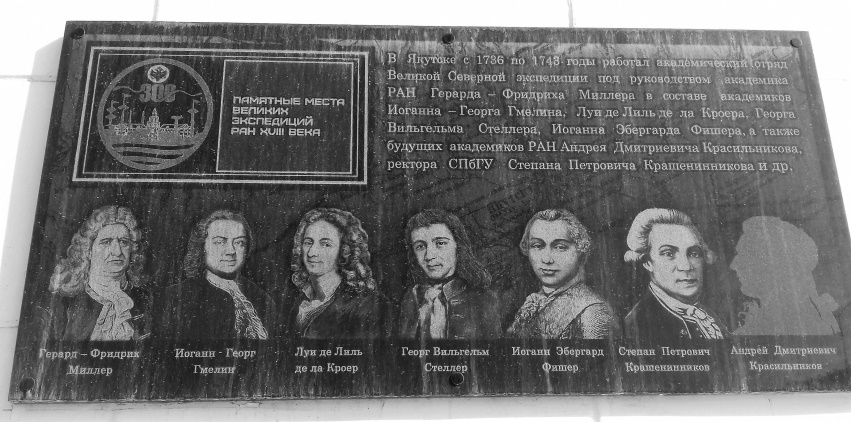 300
ПАМЯТНЫЕ МЕСТА
ВЕЛИКИХ
ЭКСПЕДИЦИЙ
РАН XVIII ВЕКА
В Якутске с 1736 по 1743 годы работал академический отряд
Великой Северной экспедиции под руководством академика
РАН Герарда – Фридриха Миллера в составе академиков
Иоганна – Георга Гмелина, Луи де Лиль де ла Кроера, Георга
Вильгельма Стеллера, Иоганна Эбергарда Фишера, а также
будущих академиков РАН Андрея Дмитриевича Красильникова,
ректора СПбГУ Степана Петровича Крашенинникова и др.
Герард – Фридрих
Миллер
Иоганн - Георг
Гмелин
Луи де Лиль
де ла Кроер
Георг Вильгельм
Стеллер
Иоганн Эбергард
Фишер
Степан Петрович
Крашенинников
Андрей Дмитриевич
Красильников